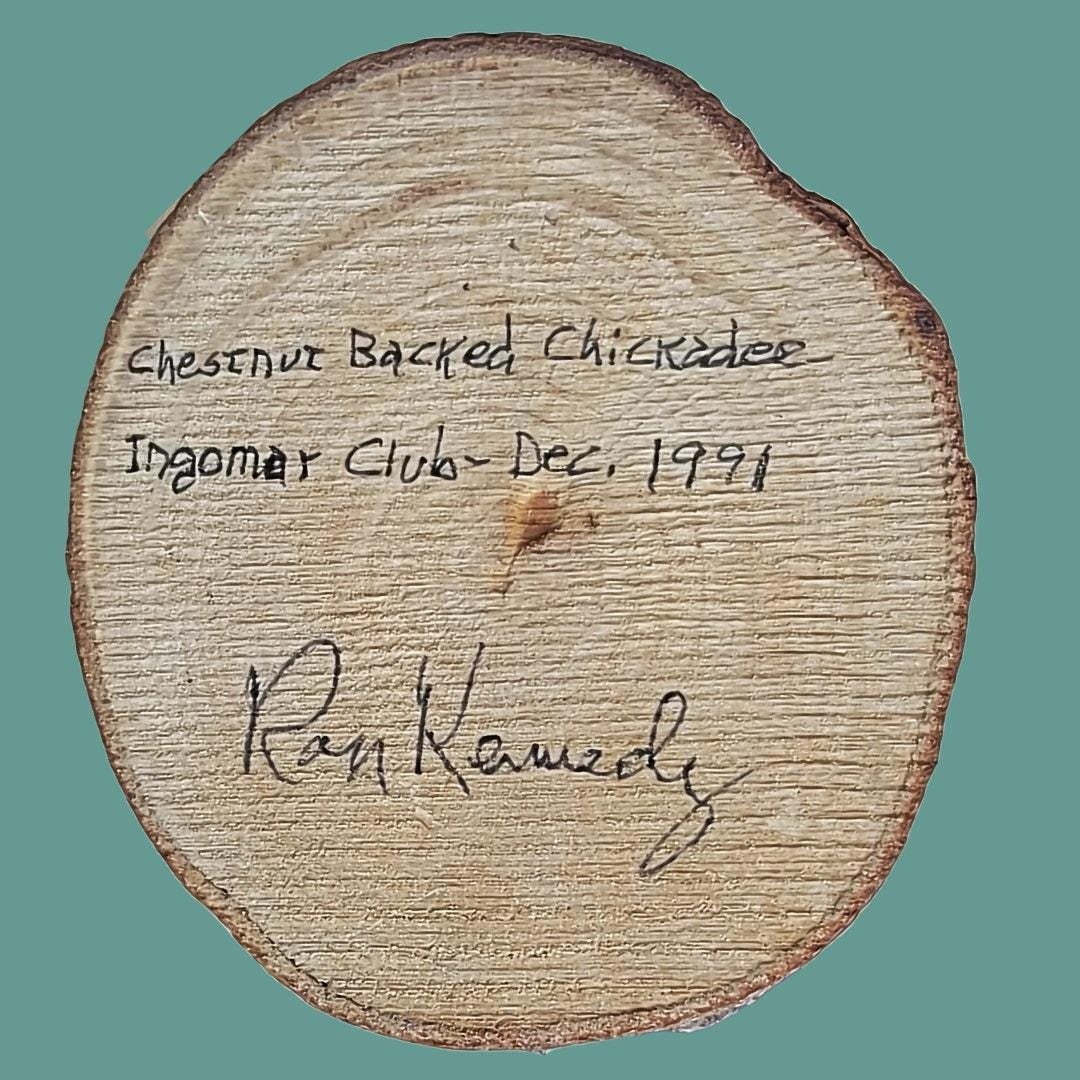 Chestnut Backed Chickadee
Ingomar Club- Dec. 1991
Ron Kennedy